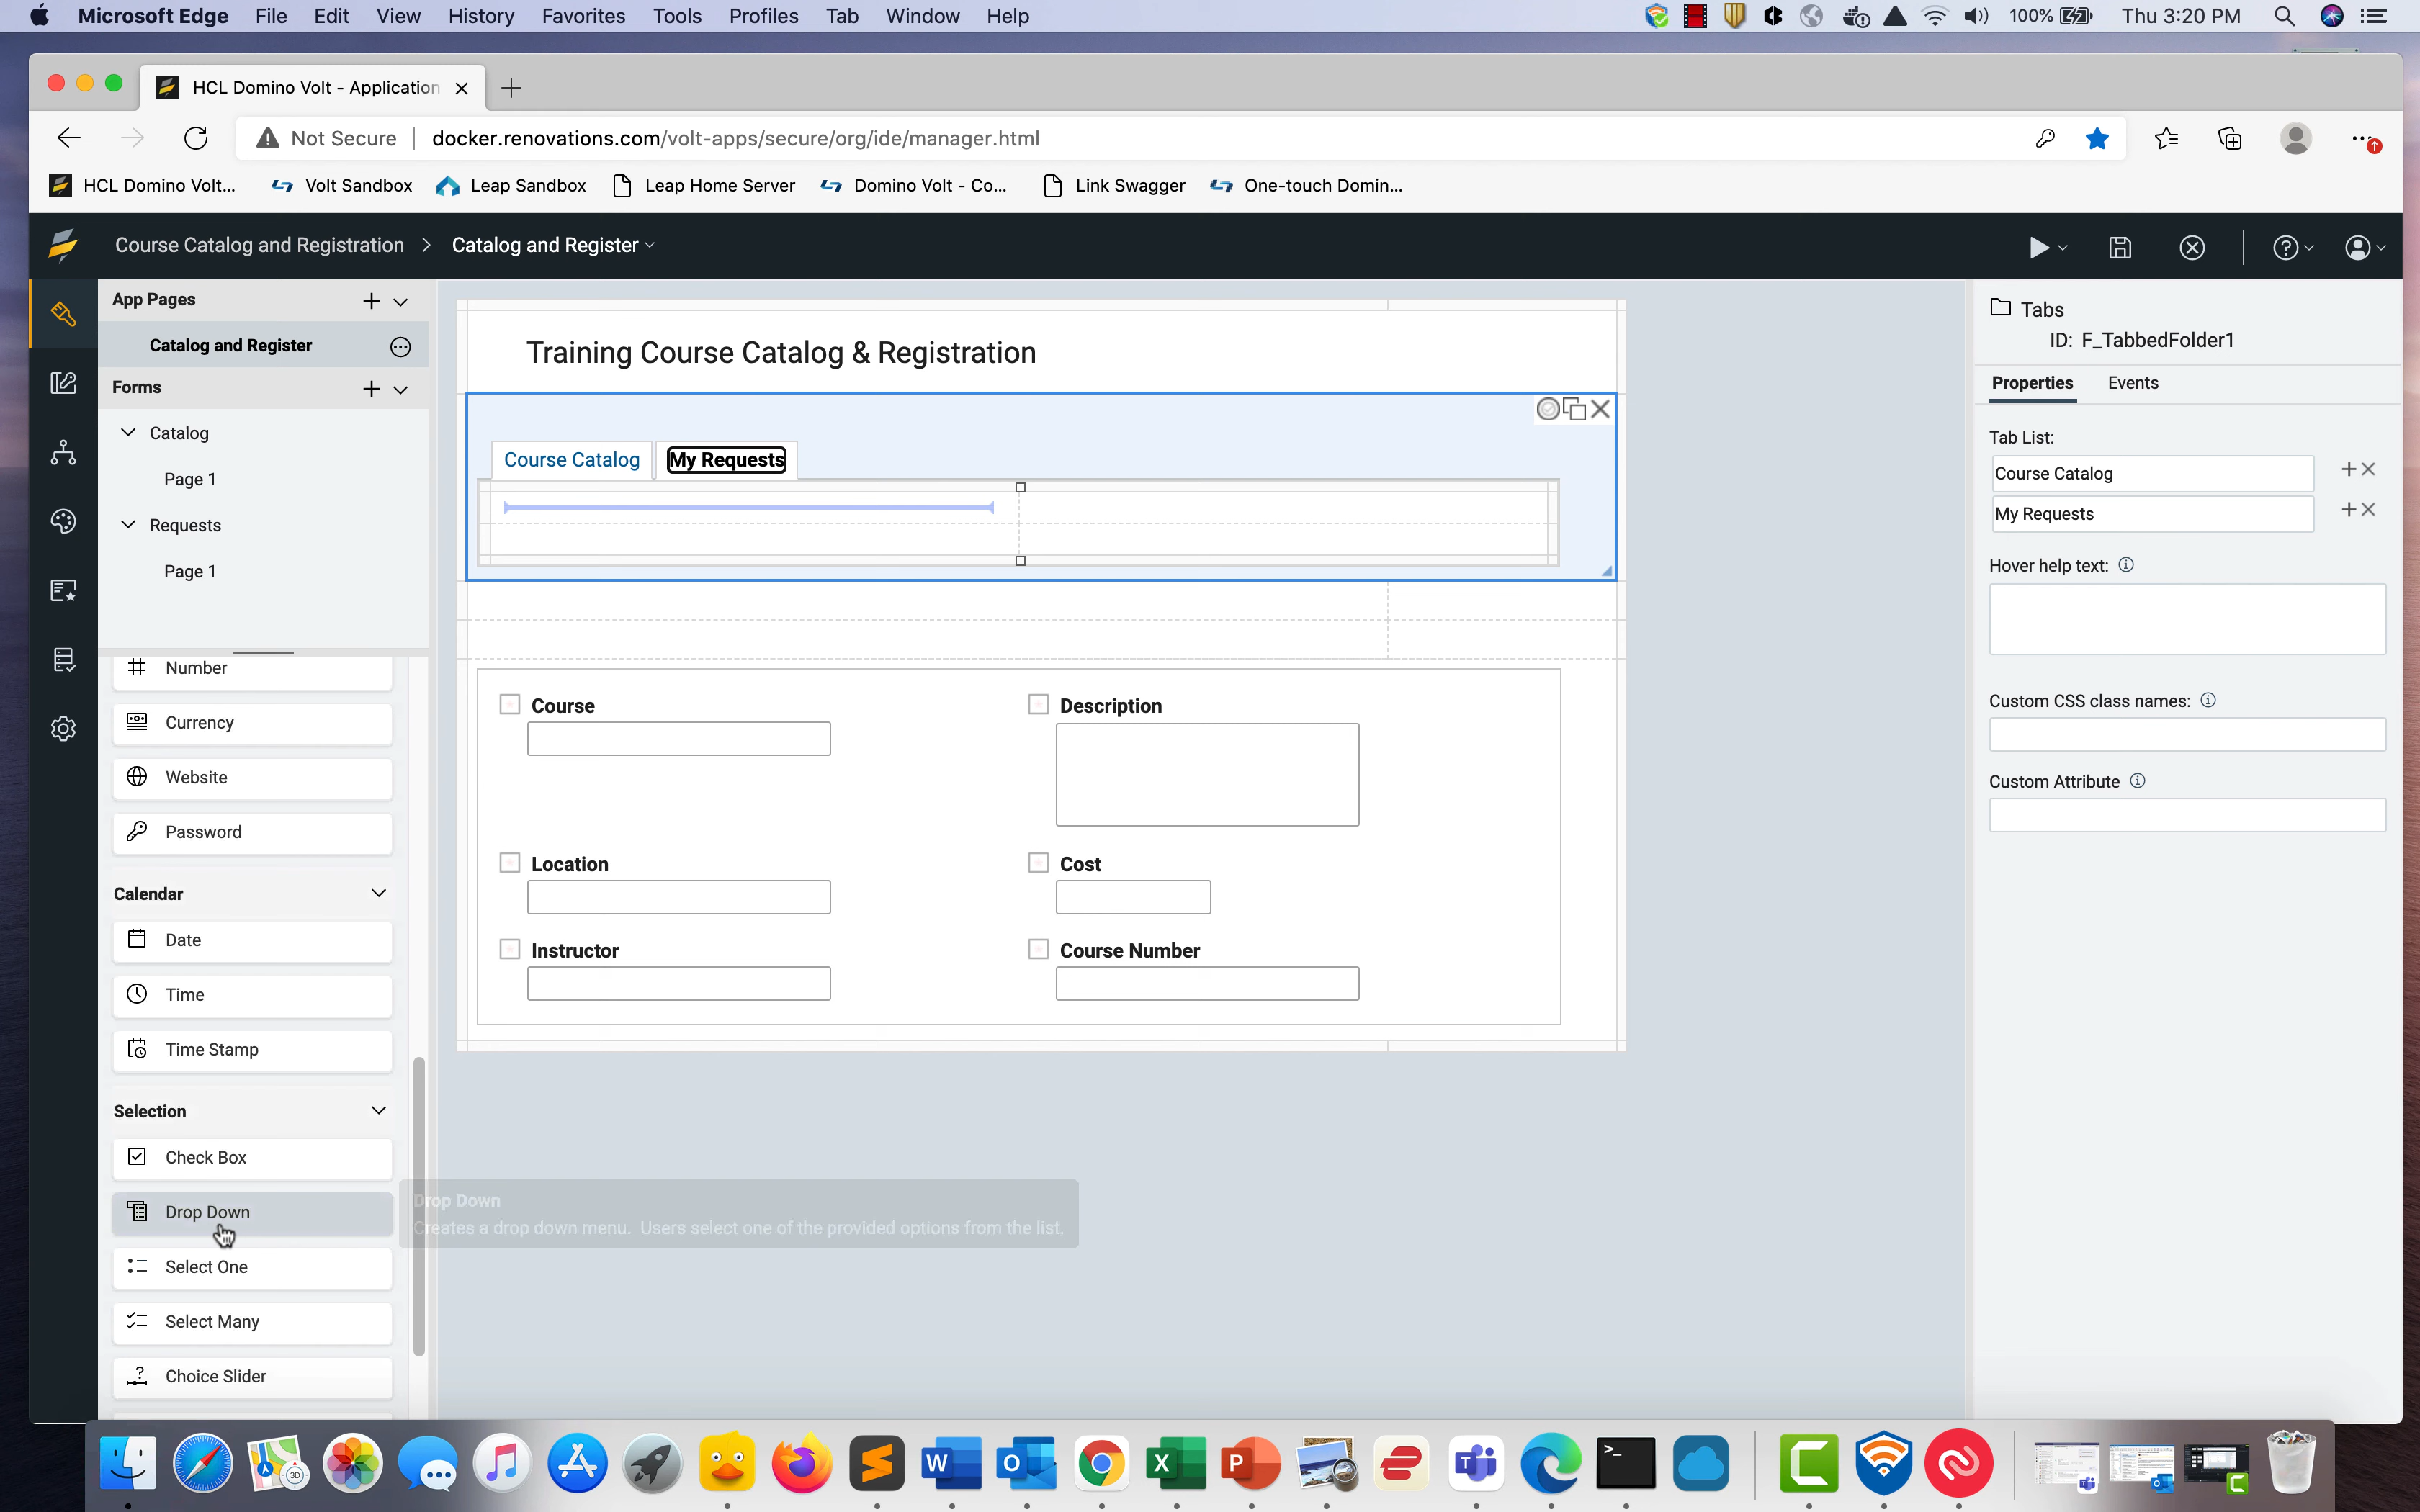 Microsoft Edge File Edit View History Favorites Tools Profiles Tab Window Help 100% Thu 3:20 PM
HCL Domino Volt - Application
Not Secure docker.renovations.com/volt-apps/secure/org/ide/manager.html
HCL Domino Volt... Volt Sandbox Leap Sandbox Leap Home Server Domino Volt - Co... Link Swagger One-touch Domin...
Course Catalog and Registration > Catalog and Register
App Pages
Catalog and Register
Forms
Catalog
Page 1
Requests
Page 1
Number
Currency
Website
Password
Calendar
Date
Time
Time Stamp
Selection
Check Box
Drop Down
Select One
Select Many
Choice Slider
Drop Down
Creates a drop down menu. Users select one of the provided options from the list.
Training Course Catalog & Registration
Course Catalog My Requests
Course
Description
Location
Cost
Instructor
Course Number
Tabs
ID: F_TabbedFolder1
Properties Events
Tab List:
Course Catalog
My Requests
Hover help text:
Custom CSS class names:
Custom Attribute